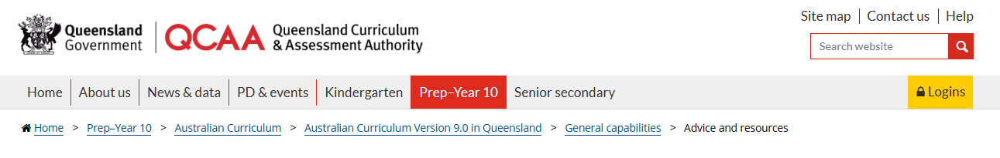 Site map | Contact us | Help
Queensland
Government
QCAA
Queensland Curriculum
& Assessment Authority
Search website
Home | About us | News & data | PD & events | Kindergarten Prep–Year 10 Senior secondary Logins
Home > Prep–Year 10 > Australian Curriculum > Australian Curriculum Version 9.0 in Queensland > General capabilities > Advice and resources